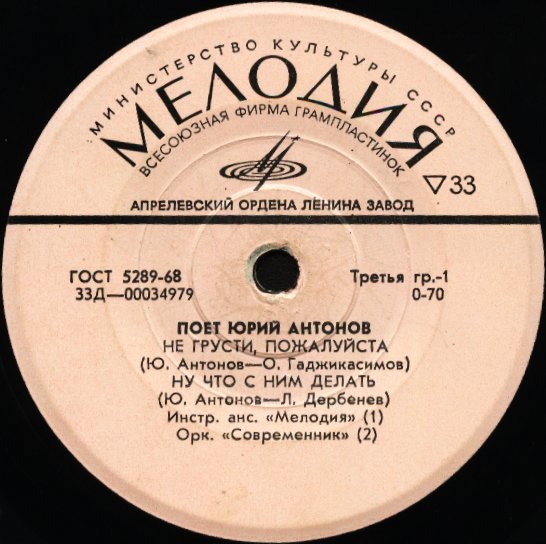 МИНИСТЕРСТВО КУЛЬТУРЫ СССР
МЕЛОДИЯ
ВСЕСОЮЗНАЯ ФИРМА ГРАМПЛАСТИНОК
▽33
АПРЕЛЕВСКИЙ ОРДЕНА ЛЕНИНА ЗАВОД
ГОСТ 5289-68 Третья гр.-1
33Д—00034979 0-70
ПОЕТ ЮРИЙ АНТОНОВ
НЕ ГРУСТИ, ПОЖАЛУЙСТА
(Ю. Антонов—О. Гаджикасимов)
НУ ЧТО С НИМ ДЕЛАТЬ
(Ю. Антонов—Л. Дербенев)
Инстр. анс. «Мелодия» (1)
Орк. «Современник» (2)